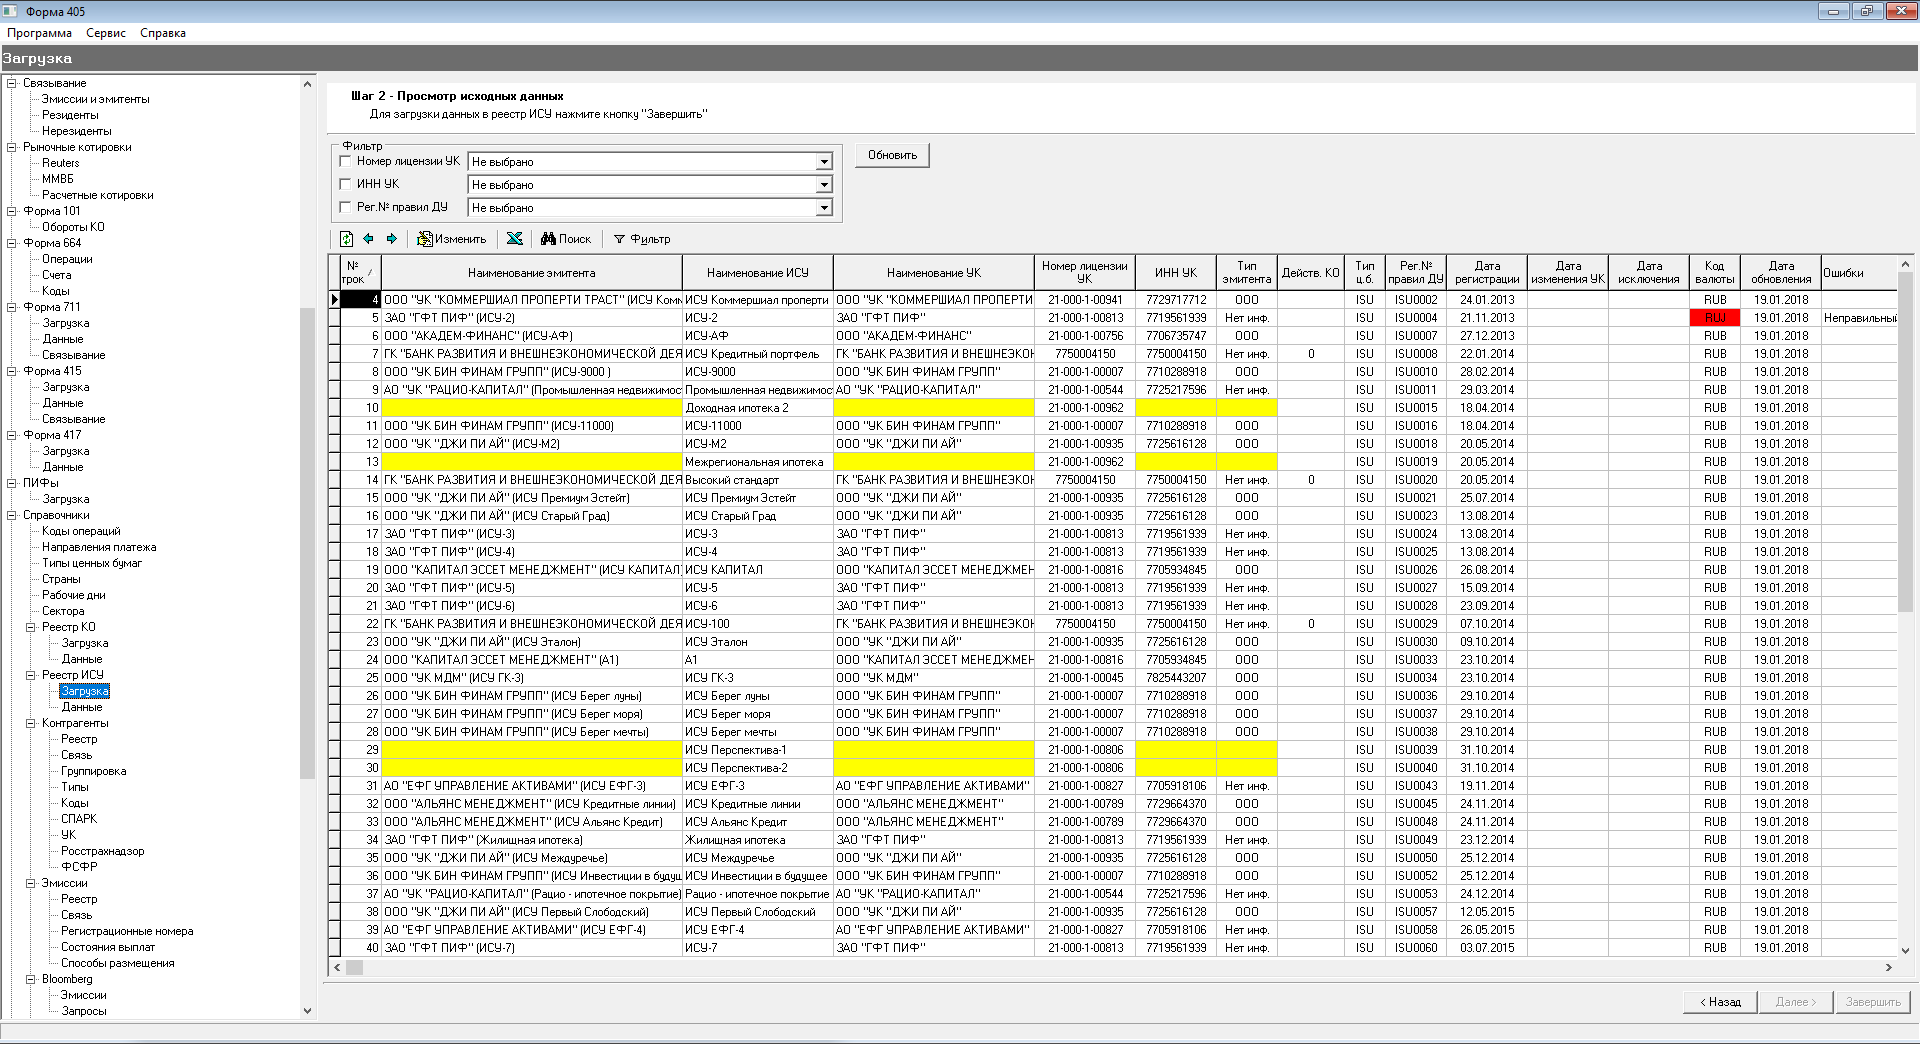 Форма 405
Программа Сервис Справка
Загрузка
Связывание
Эмиссии и эмитенты
Резиденты
Нерезиденты
Рыночные котировки
Reuters
ММВБ
Расчетные котировки
Форма 101
Обороты КО
Форма 664
Операции
Счета
Коды
Форма 711
Загрузка
Данные
Связывание
Форма 415
Загрузка
Данные
Связывание
Форма 417
Загрузка
Данные
ПИФы
Загрузка
Справочники
Коды операций
Направления платежа
Типы ценных бумаг
Страны
Рабочие дни
Сектора
Реестр КО
Загрузка
Данные
Реестр ИСУ
Загрузка
Данные
Контрагенты
Реестр
Связь
Группировка
Типы
Коды
СПАРК
УК
Росстрахнадзор
ФСФР
Эмиссии
Реестр
Связь
Регистрационные номера
Состояния выплат
Способы размещения
Bloomberg
Эмиссии
Запросы
Шаг 2 - Просмотр исходных данных
Для загрузки данных в реестр ИСУ нажмите кнопку "Завершить"
Фильтр
Номер лицензии УК Не выбрано
ИНН УК Не выбрано
Рег.№ правил ДУ Не выбрано
Обновить
Изменить Поиск Фильтр
№ трок Наименование эмитента Наименование ИСУ Наименование УК Номер лицензии УК ИНН УК Тип эмитента Действ. КО Тип ц.б. Рег.№ правил ДУ Дата регистрации Дата изменения УК Дата исключения Код валюты Дата обновления Ошибки
4 ООО "УК "КОММЕРШИАЛ ПРОПЕРТИ ТРАСТ" (ИСУ Комм ИСУ Коммершиал проперти ООО "УК "КОММЕРШИАЛ ПРОПЕРТИ 21-000-1-00941 7729717712 ООО ISU ISU0002 24.01.2013 RUB 19.01.2018
5 ЗАО "ГФТ ПИФ" (ИСУ-2) ИСУ-2 ЗАО "ГФТ ПИФ" 21-000-1-00813 7719561939 Нет инф. ISU ISU0004 21.11.2013 RUJ 19.01.2018 Неправильный
6 ООО "АКАДЕМ-ФИНАНС" (ИСУ-АФ) ИСУ-АФ ООО "АКАДЕМ-ФИНАНС" 21-000-1-00756 7706735747 ООО ISU ISU0007 27.12.2013 RUB 19.01.2018
7 ГК "БАНК РАЗВИТИЯ И ВНЕШНЕЭКОНОМИЧЕСКОЙ ДЕЯ ИСУ Кредитный портфель ГК "БАНК РАЗВИТИЯ И ВНЕШНЕЭКОН 7750004150 7750004150 Нет инф. 0 ISU ISU0008 22.01.2014 RUB 19.01.2018
8 ООО "УК БИН ФИНАМ ГРУПП" (ИСУ-9000 ) ИСУ-9000 ООО "УК БИН ФИНАМ ГРУПП" 21-000-1-00007 7710288918 ООО ISU ISU0010 28.02.2014 RUB 19.01.2018
9 АО "УК "РАЦИО-КАПИТАЛ" (Промышленная недвижимос Промышленная недвижимос АО "УК "РАЦИО-КАПИТАЛ" 21-000-1-00544 7725217596 Нет инф. ISU ISU0011 29.03.2014 RUB 19.01.2018
10 Доходная ипотека 2 21-000-1-00962 ISU ISU0015 18.04.2014 RUB 19.01.2018
11 ООО "УК БИН ФИНАМ ГРУПП" (ИСУ-11000) ИСУ-11000 ООО "УК БИН ФИНАМ ГРУПП" 21-000-1-00007 7710288918 ООО ISU ISU0016 18.04.2014 RUB 19.01.2018
12 ООО "УК "ДЖИ ПИ АЙ" (ИСУ-М2) ИСУ-М2 ООО "УК "ДЖИ ПИ АЙ" 21-000-1-00935 7725616128 ООО ISU ISU0018 20.05.2014 RUB 19.01.2018
13 Межрегиональная ипотека 21-000-1-00962 ISU ISU0019 20.05.2014 RUB 19.01.2018
14 ГК "БАНК РАЗВИТИЯ И ВНЕШНЕЭКОНОМИЧЕСКОЙ ДЕЯ Высокий стандарт ГК "БАНК РАЗВИТИЯ И ВНЕШНЕЭКОН 7750004150 7750004150 Нет инф. 0 ISU ISU0020 20.05.2014 RUB 19.01.2018
15 ООО "УК "ДЖИ ПИ АЙ" (ИСУ Премиум Эстейт) ИСУ Премиум Эстейт ООО "УК "ДЖИ ПИ АЙ" 21-000-1-00935 7725616128 ООО ISU ISU0021 25.07.2014 RUB 19.01.2018
16 ООО "УК "ДЖИ ПИ АЙ" (ИСУ Старый Град) ИСУ Старый Град ООО "УК "ДЖИ ПИ АЙ" 21-000-1-00935 7725616128 ООО ISU ISU0023 13.08.2014 RUB 19.01.2018
17 ЗАО "ГФТ ПИФ" (ИСУ-3) ИСУ-3 ЗАО "ГФТ ПИФ" 21-000-1-00813 7719561939 Нет инф. ISU ISU0024 13.08.2014 RUB 19.01.2018
18 ЗАО "ГФТ ПИФ" (ИСУ-4) ИСУ-4 ЗАО "ГФТ ПИФ" 21-000-1-00813 7719561939 Нет инф. ISU ISU0025 13.08.2014 RUB 19.01.2018
19 ООО "КАПИТАЛ ЭССЕТ МЕНЕДЖМЕНТ" (ИСУ КАПИТАЛ) ИСУ КАПИТАЛ ООО "КАПИТАЛ ЭССЕТ МЕНЕДЖМЕН 21-000-1-00816 7705934845 ООО ISU ISU0026 26.08.2014 RUB 19.01.2018
20 ЗАО "ГФТ ПИФ" (ИСУ-5) ИСУ-5 ЗАО "ГФТ ПИФ" 21-000-1-00813 7719561939 Нет инф. ISU ISU0027 15.09.2014 RUB 19.01.2018
21 ЗАО "ГФТ ПИФ" (ИСУ-6) ИСУ-6 ЗАО "ГФТ ПИФ" 21-000-1-00813 7719561939 Нет инф. ISU ISU0028 23.09.2014 RUB 19.01.2018
22 ГК "БАНК РАЗВИТИЯ И ВНЕШНЕЭКОНОМИЧЕСКОЙ ДЕЯ ИСУ-100 ГК "БАНК РАЗВИТИЯ И ВНЕШНЕЭКОН 7750004150 7750004150 Нет инф. 0 ISU ISU0029 07.10.2014 RUB 19.01.2018
23 ООО "УК "ДЖИ ПИ АЙ" (ИСУ Эталон) ИСУ Эталон ООО "УК "ДЖИ ПИ АЙ" 21-000-1-00935 7725616128 ООО ISU ISU0030 09.10.2014 RUB 19.01.2018
24 ООО "КАПИТАЛ ЭССЕТ МЕНЕДЖМЕНТ" (А1) А1 ООО "КАПИТАЛ ЭССЕТ МЕНЕДЖМЕН 21-000-1-00816 7705934845 ООО ISU ISU0033 23.10.2014 RUB 19.01.2018
25 ООО "УК МДМ" (ИСУ ГК-3) ИСУ ГК-3 ООО "УК МДМ" 21-000-1-00045 7825443207 ООО ISU ISU0034 23.10.2014 RUB 19.01.2018
26 ООО "УК БИН ФИНАМ ГРУПП" (ИСУ Берег луны) ИСУ Берег луны ООО "УК БИН ФИНАМ ГРУПП" 21-000-1-00007 7710288918 ООО ISU ISU0036 29.10.2014 RUB 19.01.2018
27 ООО "УК БИН ФИНАМ ГРУПП" (ИСУ Берег моря) ИСУ Берег моря ООО "УК БИН ФИНАМ ГРУПП" 21-000-1-00007 7710288918 ООО ISU ISU0037 29.10.2014 RUB 19.01.2018
28 ООО "УК БИН ФИНАМ ГРУПП" (ИСУ Берег мечты) ИСУ Берег мечты ООО "УК БИН ФИНАМ ГРУПП" 21-000-1-00007 7710288918 ООО ISU ISU0038 29.10.2014 RUB 19.01.2018
29 ИСУ Перспектива-1 21-000-1-00806 ISU ISU0039 31.10.2014 RUB 19.01.2018
30 ИСУ Перспектива-2 21-000-1-00806 ISU ISU0040 31.10.2014 RUB 19.01.2018
31 АО "ЕФГ УПРАВЛЕНИЕ АКТИВАМИ" (ИСУ ЕФГ-3) ИСУ ЕФГ-3 АО "ЕФГ УПРАВЛЕНИЕ АКТИВАМИ" 21-000-1-00827 7705918106 Нет инф. ISU ISU0043 19.11.2014 RUB 19.01.2018
32 ООО "АЛЬЯНС МЕНЕДЖМЕНТ" (ИСУ Кредитные линии) ИСУ Кредитные линии ООО "АЛЬЯНС МЕНЕДЖМЕНТ" 21-000-1-00789 7729664370 ООО ISU ISU0045 24.11.2014 RUB 19.01.2018
33 ООО "АЛЬЯНС МЕНЕДЖМЕНТ" (ИСУ Альянс Кредит) ИСУ Альянс Кредит ООО "АЛЬЯНС МЕНЕДЖМЕНТ" 21-000-1-00789 7729664370 ООО ISU ISU0048 24.11.2014 RUB 19.01.2018
34 ЗАО "ГФТ ПИФ" (Жилищная ипотека) Жилищная ипотека ЗАО "ГФТ ПИФ" 21-000-1-00813 7719561939 Нет инф. ISU ISU0049 23.12.2014 RUB 19.01.2018
35 ООО "УК "ДЖИ ПИ АЙ" (ИСУ Междуречье) ИСУ Междуречье ООО "УК "ДЖИ ПИ АЙ" 21-000-1-00935 7725616128 ООО ISU ISU0050 25.12.2014 RUB 19.01.2018
36 ООО "УК БИН ФИНАМ ГРУПП" (ИСУ Инвестиции в будущ ИСУ Инвестиции в будущее ООО "УК БИН ФИНАМ ГРУПП" 21-000-1-00007 7710288918 ООО ISU ISU0052 25.12.2014 RUB 19.01.2018
37 АО "УК "РАЦИО-КАПИТАЛ" (Рацио - ипотечное покрытие) Рацио - ипотечное покрытие АО "УК "РАЦИО-КАПИТАЛ" 21-000-1-00544 7725217596 Нет инф. ISU ISU0053 24.12.2014 RUB 19.01.2018
38 ООО "УК "ДЖИ ПИ АЙ" (ИСУ Первый Слободский) ИСУ Первый Слободский ООО "УК "ДЖИ ПИ АЙ" 21-000-1-00935 7725616128 ООО ISU ISU0057 12.05.2015 RUB 19.01.2018
39 АО "ЕФГ УПРАВЛЕНИЕ АКТИВАМИ" (ИСУ ЕФГ-4) ИСУ ЕФГ-4 АО "ЕФГ УПРАВЛЕНИЕ АКТИВАМИ" 21-000-1-00827 7705918106 Нет инф. ISU ISU0058 26.05.2015 RUB 19.01.2018
40 ЗАО "ГФТ ПИФ" (ИСУ-7) ИСУ-7 ЗАО "ГФТ ПИФ" 21-000-1-00813 7719561939 Нет инф. ISU ISU0060 03.07.2015 RUB 19.01.2018
< Назад Далее > Завершить